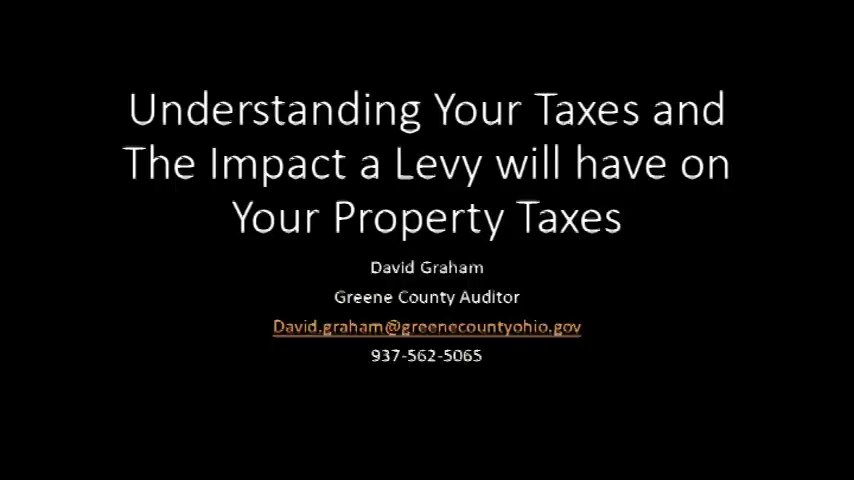 Understanding Your Taxes and
The Impact a Levy will have on
Your Property Taxes
David Graham
Greene County Auditor
David.graham@greenecountyohio.gov
937-562-5065